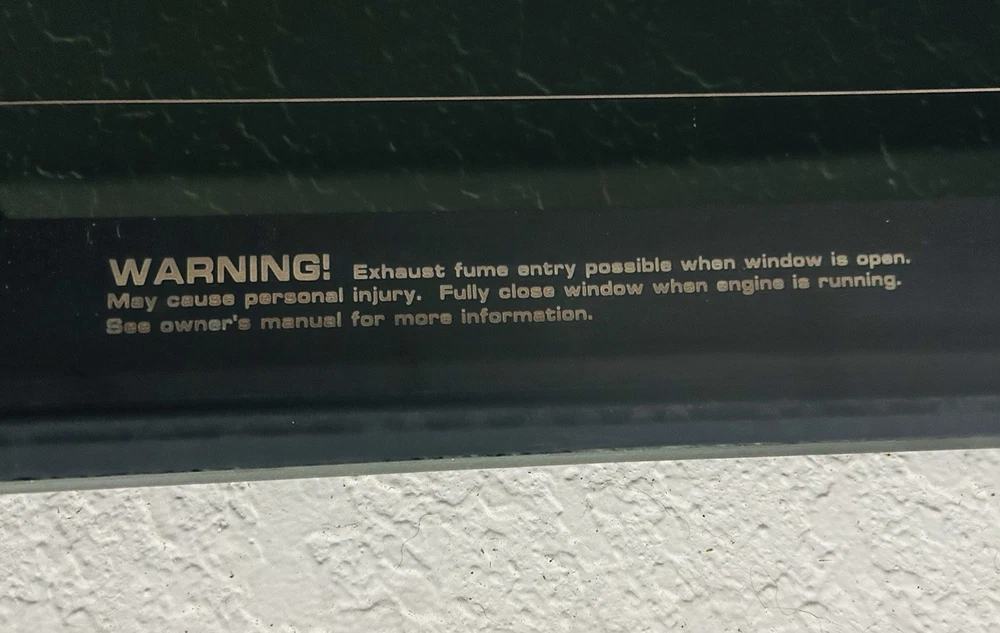 WARNING! Exhaust fume entry possible when window is open.
May cause personal injury. Fully close window when engine is running.
See owner's manual for more information.